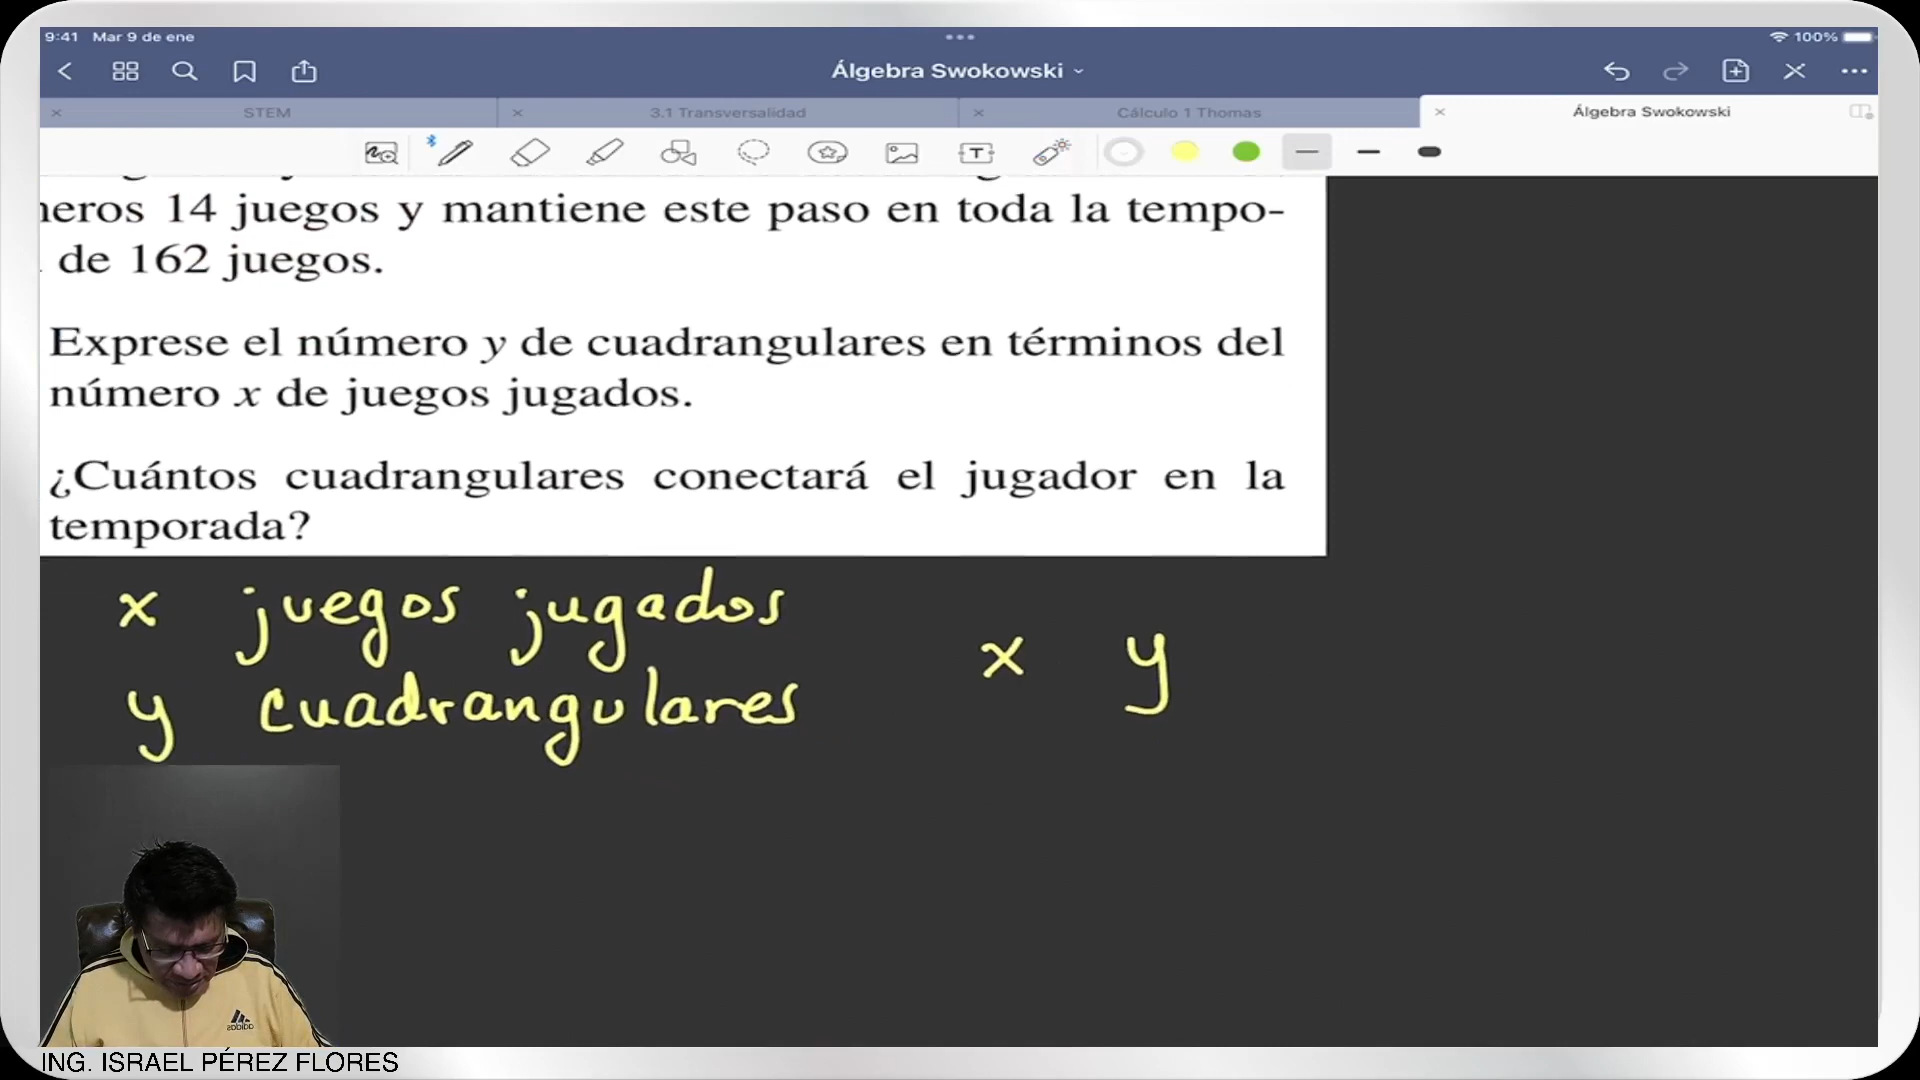 9:41 Mar 9 de ene
100%
Álgebra Swokowski
STEM
3.1 Transversalidad
Cálculo 1 Thomas
Álgebra Swokowski
neros 14 juegos y mantiene este paso en toda la tempo-
de 162 juegos.
Exprese el número y de cuadrangulares en términos del
número x de juegos jugados.
¿Cuántos cuadrangulares conectará el jugador en la
temporada?
x juegos jugados
y cuadrangulares
x y
adidas
ING. ISRAEL PÉREZ FLORES